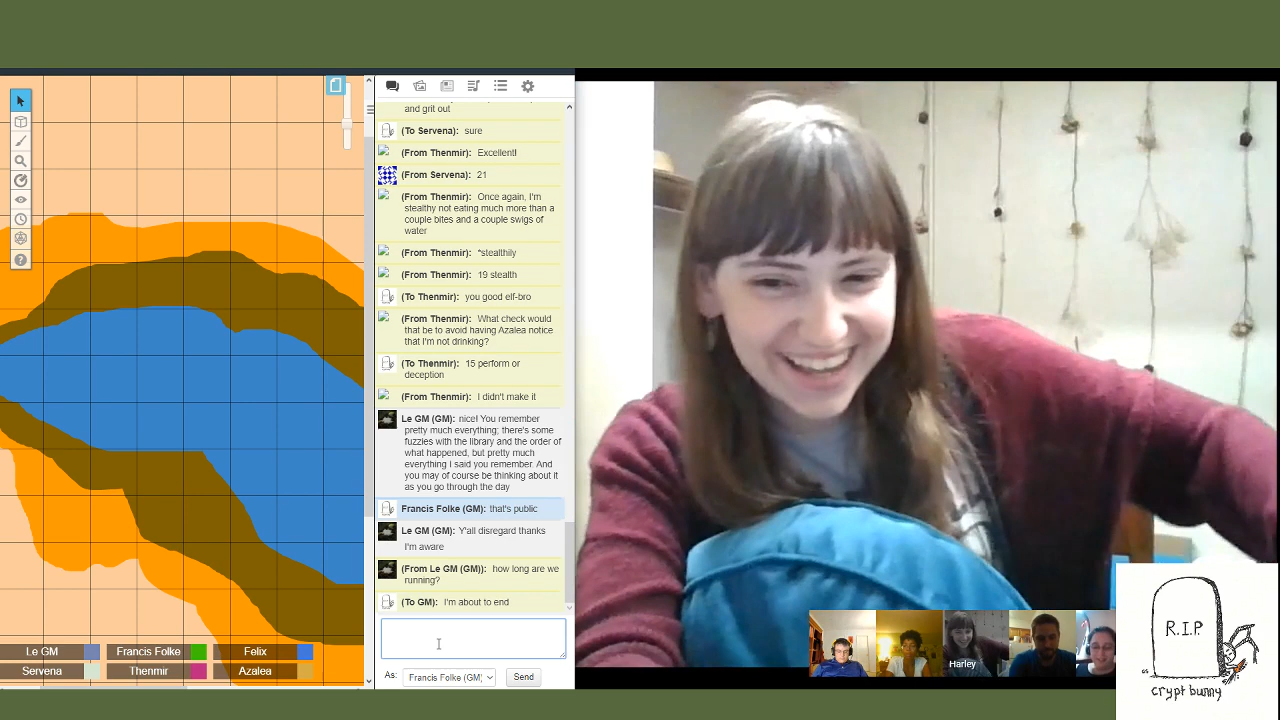 and grit out
(To Servena): sure
(From Thenmir): Excellent!
(From Servena): 21
(From Thenmir): Once again, I'm
stealthy not eating much more than a
couple bites and a couple swigs of
water
(From Thenmir): *stealthily
(From Thenmir): 19 stealth
(To Thenmir): you good elf-bro
(From Thenmir): What check would
that be to avoid having Azalea notice
that I'm not drinking?
(To Thenmir): 15 perform or
deception
(From Thenmir): I didn't make it
Le GM (GM): nice! You remember
pretty much everything; there's some
fuzzies with the library and the order of
what happened, but pretty much
everything I said you remember. And
you may of course be thinking about it
as you go through the day
Francis Folke (GM): that's public
Le GM (GM): Y'all disregard thanks
I'm aware
(From Le GM (GM)): how long are we
running?
(To GM): I'm about to end
As: Francis Folke (GM) Send
Le GM Francis Folke Felix
Servena Thenmir Azalea
Harley
R.I.P.
crypt bunny